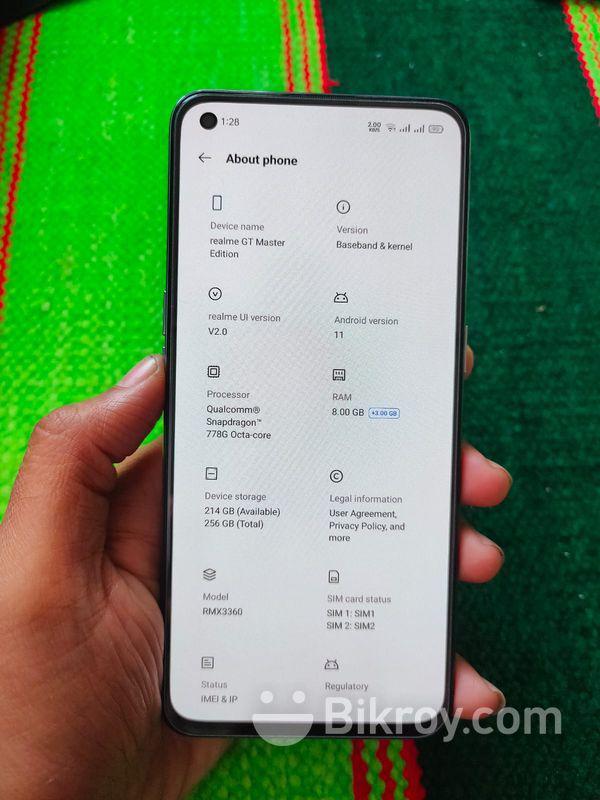 1:28
2.00
KB/S
About phone
Device name
realme GT Master
Edition
Version
Baseband & kernel
realme UI version
V2.0
Android version
11
Processor
Qualcomm®
Snapdragon™
778G Octa-core
RAM
8.00 GB +3.00 GB
Device storage
214 GB (Available)
256 GB (Total)
Legal information
User Agreement,
Privacy Policy, and
more
Model
RMX3360
SIM card status
SIM 1: SIM1
SIM 2: SIM2
Status
IMEI & IP
Regulatory
Bikroy.com